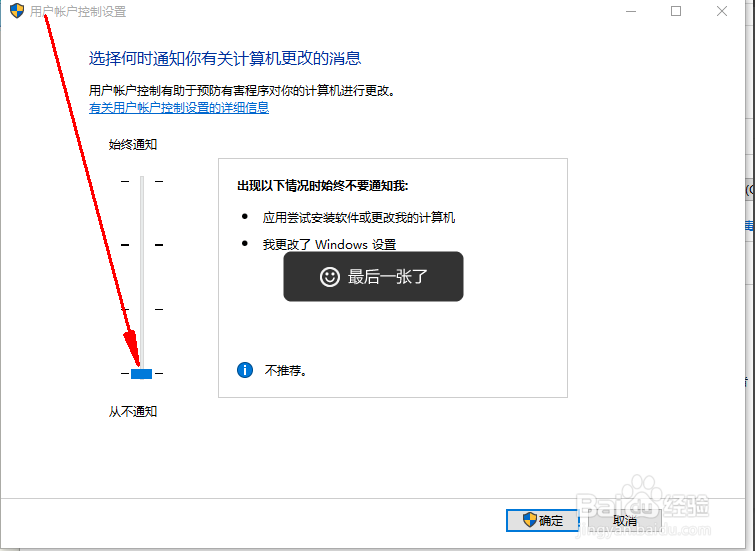 用户帐户控制设置
选择何时通知你有关计算机更改的消息
用户帐户控制有助于预防有害程序对你的计算机进行更改。
有关用户帐户控制设置的详细信息
始终通知
出现以下情况时始终不要通知我:
• 应用尝试安装软件或更改我的计算机
• 我更改了 Windows 设置
最后一张了
不推荐。
从不通知
确定
取消
Baidu经验
jingyan.baidu.com